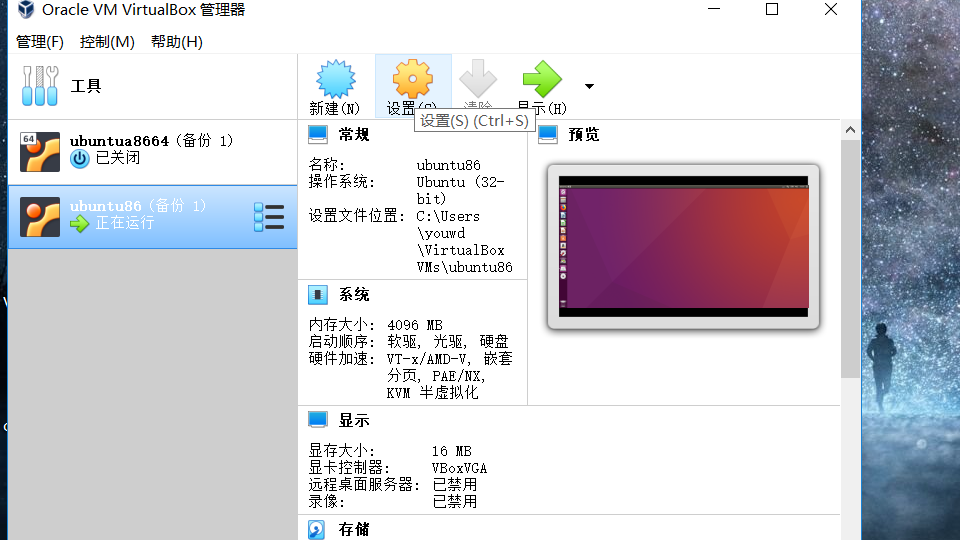 Oracle VM VirtualBox 管理器
管理(F) 控制(M) 帮助(H)
工具
新建(N) 设置(S) 清除 显示(H)
设置(S) (Ctrl+S)
64
ubuntua8664 (备份 1)
已关闭
ubuntu86 (备份 1)
正在运行
常规
名称: ubuntu86
操作系统: Ubuntu (32-
bit)
设置文件位置: C:\Users
\youwd
\VirtualBox
VMs\ubuntu86
预览
系统
内存大小: 4096 MB
启动顺序: 软驱, 光驱, 硬盘
硬件加速: VT-x/AMD-V, 嵌套
分页, PAE/NX,
KVM 半虚拟化
显示
显存大小: 16 MB
显卡控制器: VBoxVGA
远程桌面服务器: 已禁用
录像: 已禁用
存储